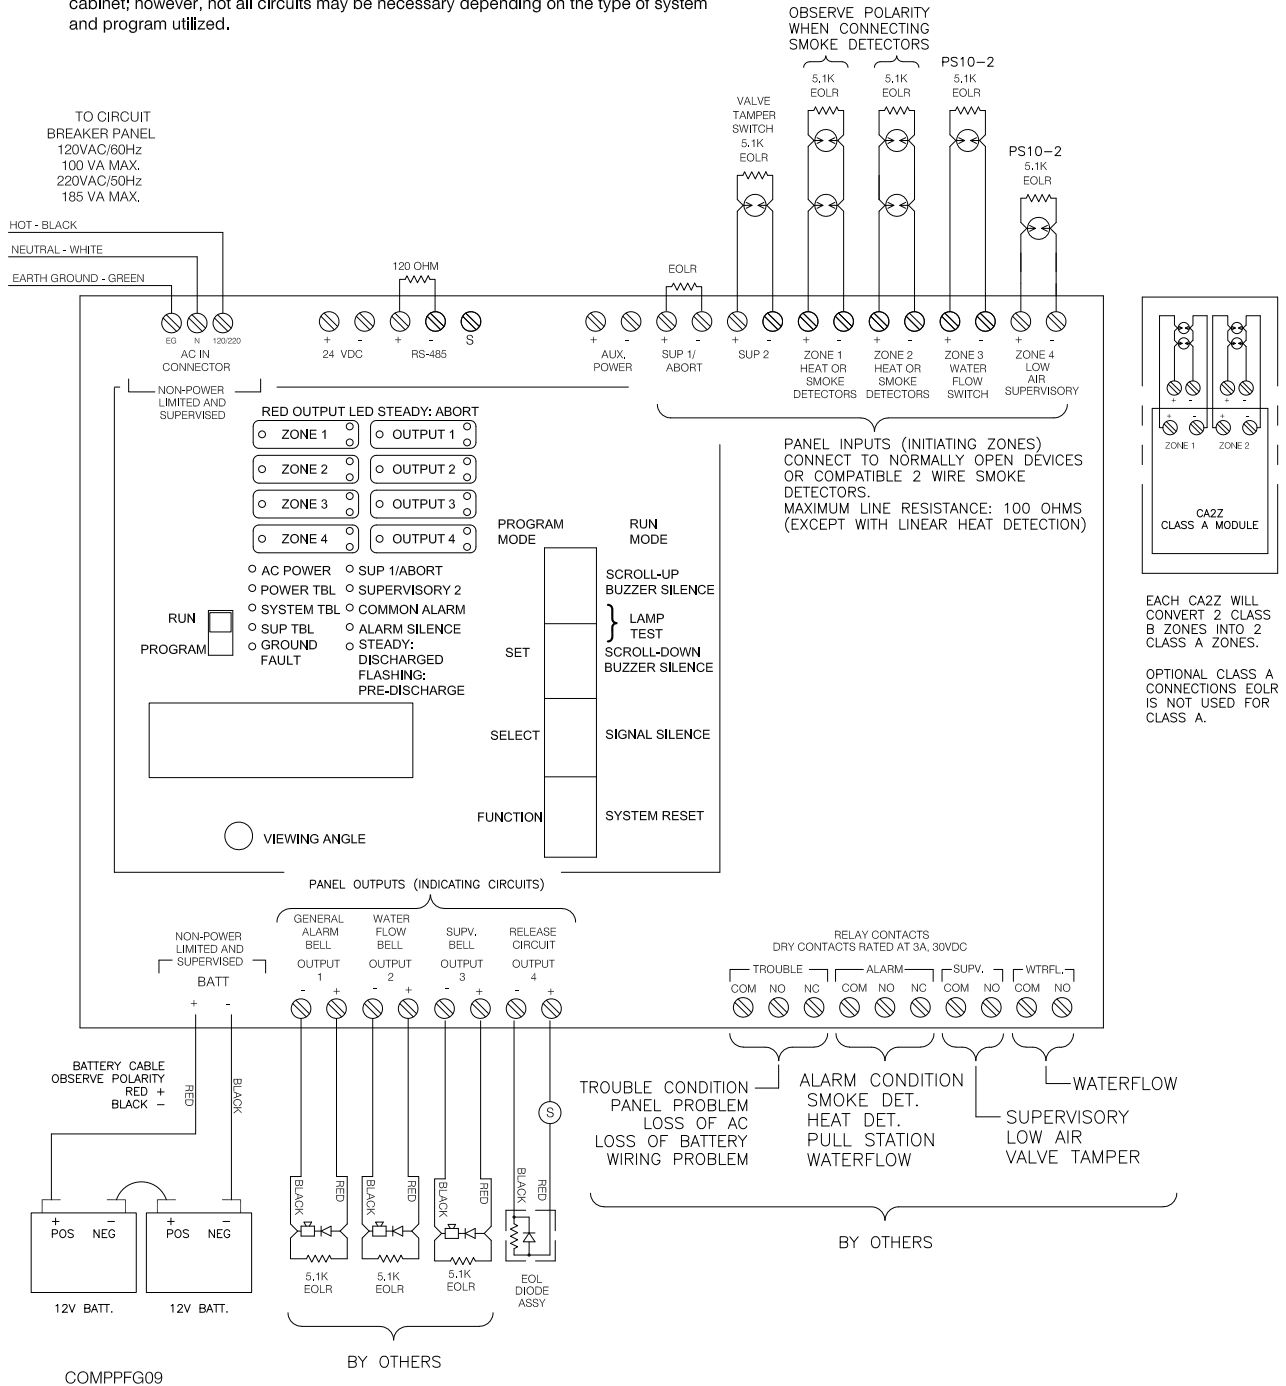 cabinet; however, not all circuits may be necessary depending on the type of system
and program utilized.
OBSERVE POLARITY
WHEN CONNECTING
SMOKE DETECTORS
5.1K
EOLR
5.1K
EOLR
PS10-2
5.1K
EOLR
VALVE
TAMPER
SWITCH
5.1K
EOLR
PS10-2
5.1K
EOLR
TO CIRCUIT
BREAKER PANEL
120VAC/60Hz
100 VA MAX.
220VAC/50Hz
185 VA MAX.
HOT - BLACK
NEUTRAL - WHITE
EARTH GROUND - GREEN
120 OHM
EOLR
EG N 120/220
AC IN
CONNECTOR
NON-POWER
LIMITED AND
SUPERVISED
+ -
24 VDC
+ - S
RS-485
+ -
AUX.
POWER
+ -
SUP 1/
ABORT
+ -
SUP 2
+ -
ZONE 1
HEAT OR
SMOKE
DETECTORS
+ -
ZONE 2
HEAT OR
SMOKE
DETECTORS
+ -
ZONE 3
WATER
FLOW
SWITCH
+ -
ZONE 4
LOW
AIR
SUPERVISORY
PANEL INPUTS (INITIATING ZONES)
CONNECT TO NORMALLY OPEN DEVICES
OR COMPATIBLE 2 WIRE SMOKE
DETECTORS.
MAXIMUM LINE RESISTANCE: 100 OHMS
(EXCEPT WITH LINEAR HEAT DETECTION)
+ - + -
+ - + -
ZONE 1 ZONE 2
CA2Z
CLASS A MODULE
EACH CA2Z WILL
CONVERT 2 CLASS
B ZONES INTO 2
CLASS A ZONES.
OPTIONAL CLASS A
CONNECTIONS EOLR
IS NOT USED FOR
CLASS A.
RED OUTPUT LED STEADY: ABORT
ZONE 1 OUTPUT 1
ZONE 2 OUTPUT 2
ZONE 3 OUTPUT 3
ZONE 4 OUTPUT 4
AC POWER SUP 1/ABORT
POWER TBL SUPERVISORY 2
SYSTEM TBL COMMON ALARM
SUP TBL ALARM SILENCE
GROUND
FAULT
STEADY:
DISCHARGED
FLASHING:
PRE-DISCHARGE
RUN
PROGRAM
PROGRAM
MODE
RUN
MODE
SCROLL-UP
BUZZER SILENCE
} LAMP
TEST
SET
SCROLL-DOWN
BUZZER SILENCE
SELECT
SIGNAL SILENCE
FUNCTION
SYSTEM RESET
VIEWING ANGLE
PANEL OUTPUTS (INDICATING CIRCUITS)
NON-POWER
LIMITED AND
SUPERVISED
BATT
+ -
GENERAL
ALARM
BELL
OUTPUT
1
- +
WATER
FLOW
BELL
OUTPUT
2
- +
SUPV.
BELL
OUTPUT
3
- +
RELEASE
CIRCUIT
OUTPUT
4
- +
RELAY CONTACTS
DRY CONTACTS RATED AT 3A, 30VDC
TROUBLE ALARM SUPV. WTRFL.
COM NO NC COM NO NC COM NO COM NO
BATTERY CABLE
OBSERVE POLARITY
RED +
BLACK -
RED
BLACK
S
TROUBLE CONDITION
PANEL PROBLEM
LOSS OF AC
LOSS OF BATTERY
WIRING PROBLEM
ALARM CONDITION
SMOKE DET.
HEAT DET.
PULL STATION
WATERFLOW
SUPERVISORY
LOW AIR
VALVE TAMPER
WATERFLOW
BY OTHERS
BLACK RED BLACK RED BLACK RED BLACK RED
+ -
POS NEG
+ -
POS NEG
12V BATT. 12V BATT.
5.1K
EOLR
5.1K
EOLR
5.1K
EOLR
EOL
DIODE
ASSY
BY OTHERS
COMPPFG09